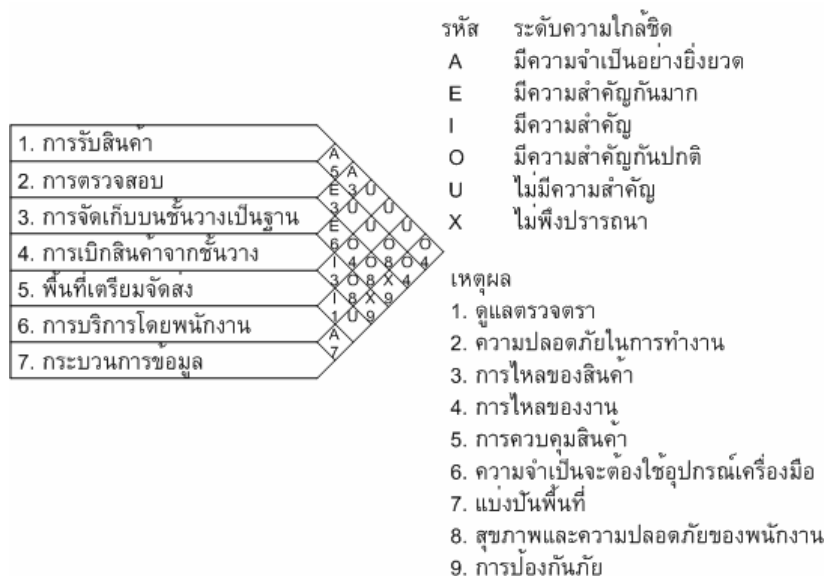 1. การรับสินค้า
2. การตรวจสอบ
3. การจัดเก็บบนชั้นวางเป็นฐาน
4. การเบิกสินค้าจากชั้นวาง
5. พื้นที่เตรียมจัดส่ง
6. การบริการโดยพนักงาน
7. กระบวนการข้อมูล
A
5 A
E 3 U
3 U U
E U U
6 O O O
I 4 O 8 O 4
3 O 8 X 4
I 8 X 9
1 U 9
A
7
รหัส ระดับความใกล้ชิด
A มีความจำเป็นอย่างยิ่งยวด
E มีความสำคัญกันมาก
I มีความสำคัญ
O มีความสำคัญกันปกติ
U ไม่มีความสำคัญ
X ไม่พึงปรารถนา
เหตุผล
1. ดูแลตรวจตรา
2. ความปลอดภัยในการทำงาน
3. การไหลของสินค้า
4. การไหลของงาน
5. การควบคุมสินค้า
6. ความจำเป็นจะต้องใช้อุปกรณ์เครื่องมือ
7. แบ่งปันพื้นที่
8. สุขภาพและความปลอดภัยของพนักงาน
9. การป้องกันภัย